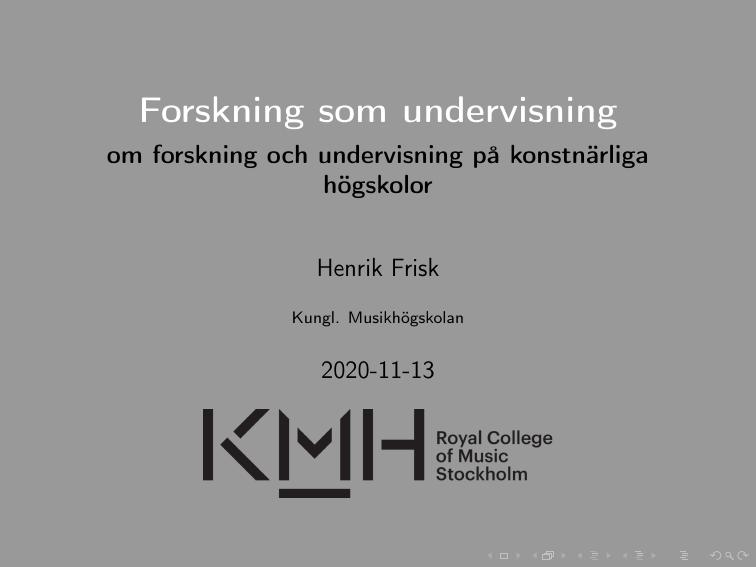 Forskning som undervisning
om forskning och undervisning på konstnärliga
högskolor
Henrik Frisk
Kungl. Musikhögskolan
2020-11-13
KMH
Royal College
of Music
Stockholm